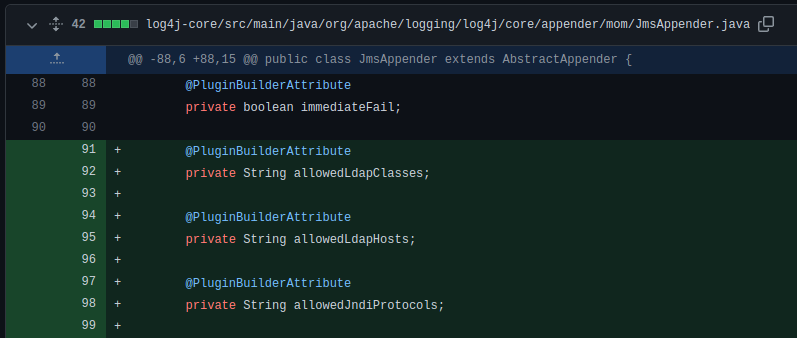 42 log4j-core/src/main/java/org/apache/logging/log4j/core/appender/mom/JmsAppender.java
@@ -88,6 +88,15 @@ public class JmsAppender extends AbstractAppender {
88 88 @PluginBuilderAttribute
89 89 private boolean immediateFail;
90 90
91 + @PluginBuilderAttribute
92 + private String allowedLdapClasses;
93 +
94 + @PluginBuilderAttribute
95 + private String allowedLdapHosts;
96 +
97 + @PluginBuilderAttribute
98 + private String allowedJndiProtocols;
99 +